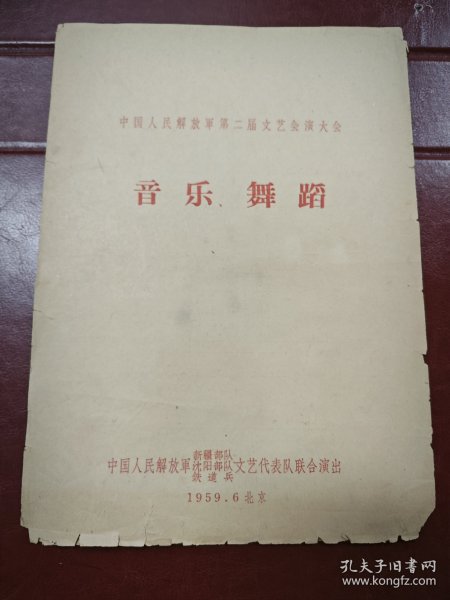 中国人民解放軍第二届文艺会演大会
音乐、舞蹈
新疆部队
中国人民解放軍沈阳部队文艺代表队联合演出
鉄道兵
1959.6北京
孔夫子旧书网
www.kongfz.com